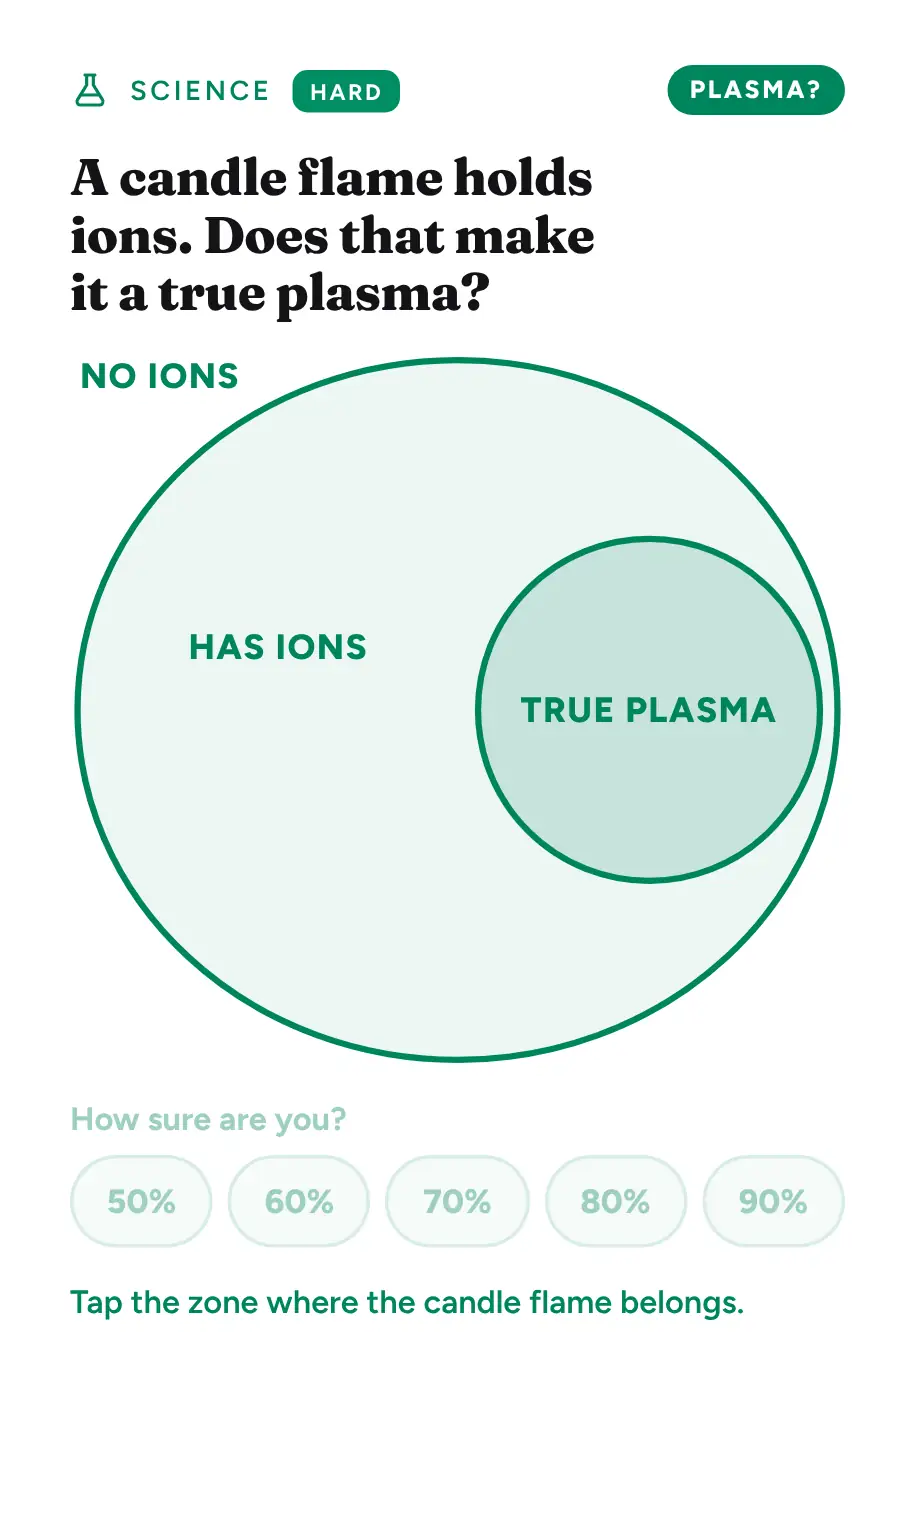 SCIENCE HARD PLASMA?
A candle flame holds
ions. Does that make
it a true plasma?
NO IONS
HAS IONS
TRUE PLASMA
How sure are you?
50% 60% 70% 80% 90%
Tap the zone where the candle flame belongs.